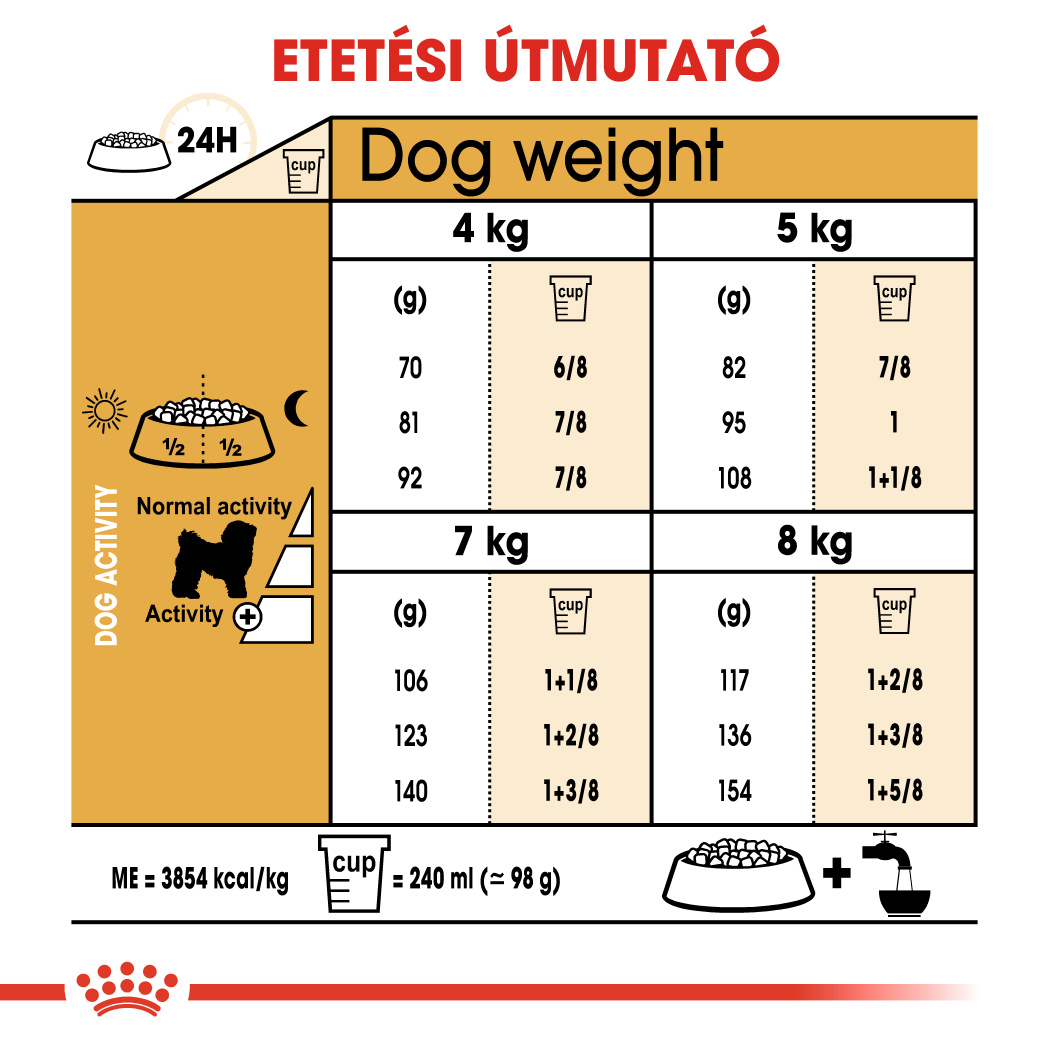 ETETÉSI ÚTMUTATÓ
24H
cup
Dog weight
4 kg 5 kg
(g) cup (g) cup
70 6/8 82 7/8
81 7/8 95 1
92 7/8 108 1+1/8
½ ½
DOG ACTIVITY
Normal activity
Activity +
7 kg 8 kg
(g) cup (g) cup
106 1+1/8 117 1+2/8
123 1+2/8 136 1+3/8
140 1+3/8 154 1+5/8
ME = 3854 kcal/kg cup = 240 ml (≃ 98 g) +